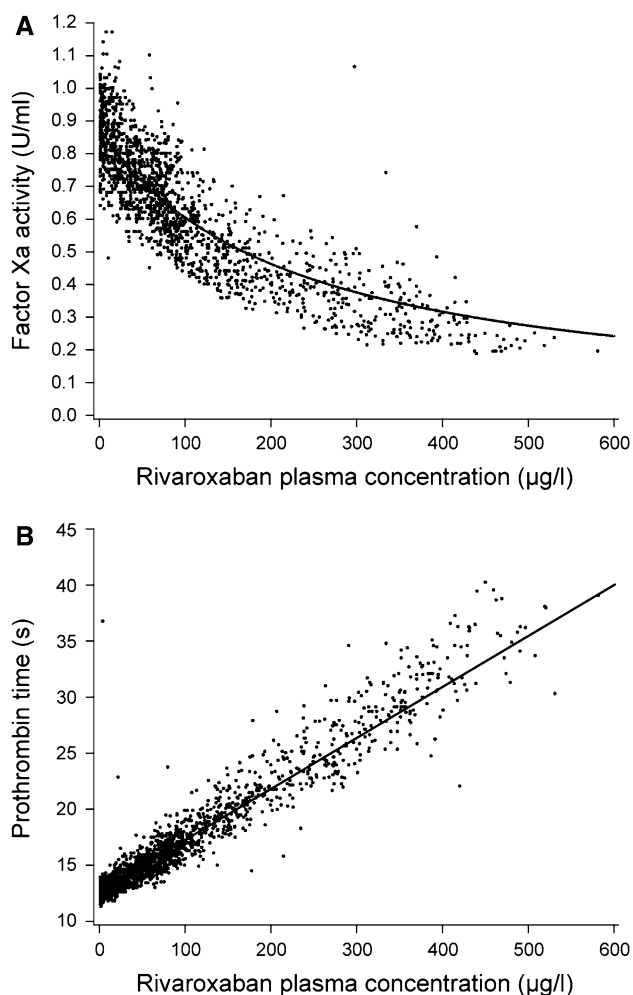 A
1.2
1.1
1.0
0.9
0.8
0.7
0.6
0.5
0.4
0.3
0.2
0.1
0.0
Factor Xa activity (U/ml)
0 100 200 300 400 500 600
Rivaroxaban plasma concentration (µg/l)
B
45
40
35
30
25
20
15
10
Prothrombin time (s)
0 100 200 300 400 500 600
Rivaroxaban plasma concentration (µg/l)